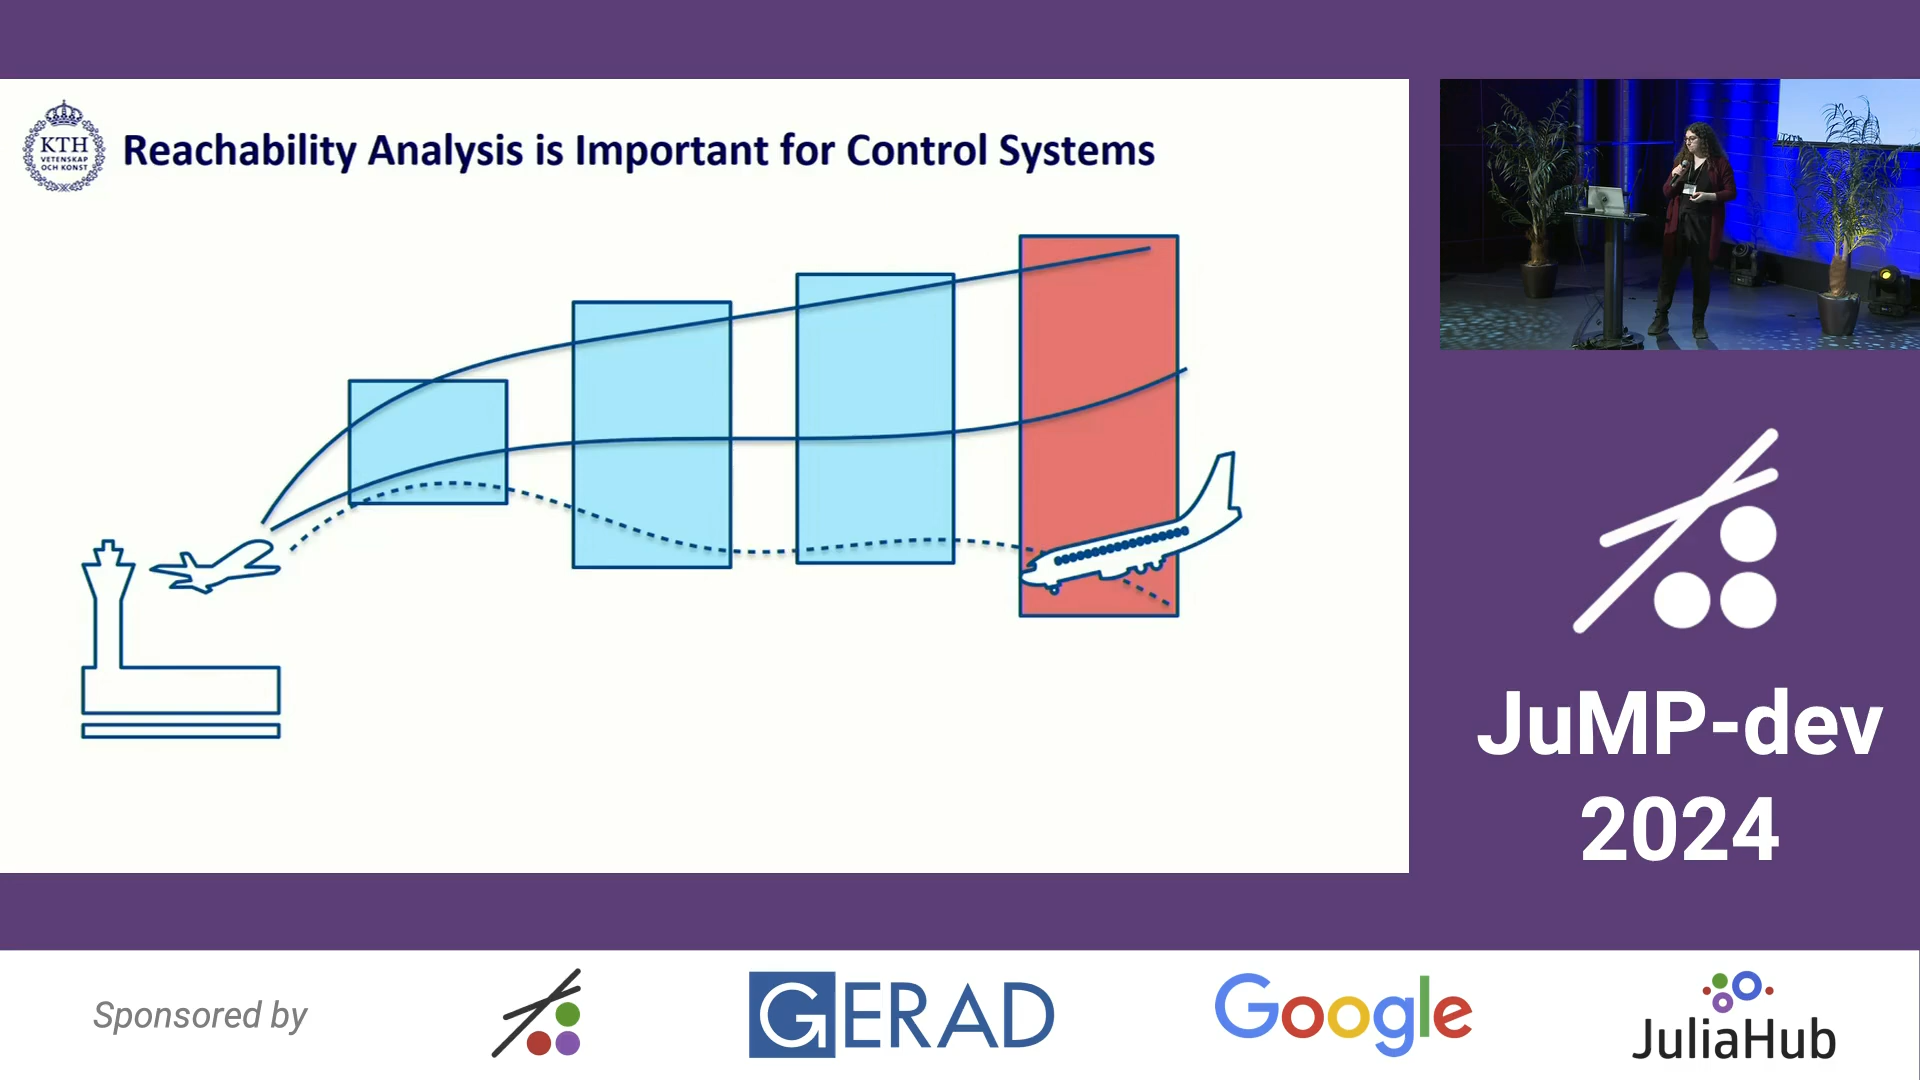 KTH
VETENSKAP
OCH KONST
Reachability Analysis is Important for Control Systems
JuMP-dev
2024
Sponsored by
GERAD
Google
JuliaHub